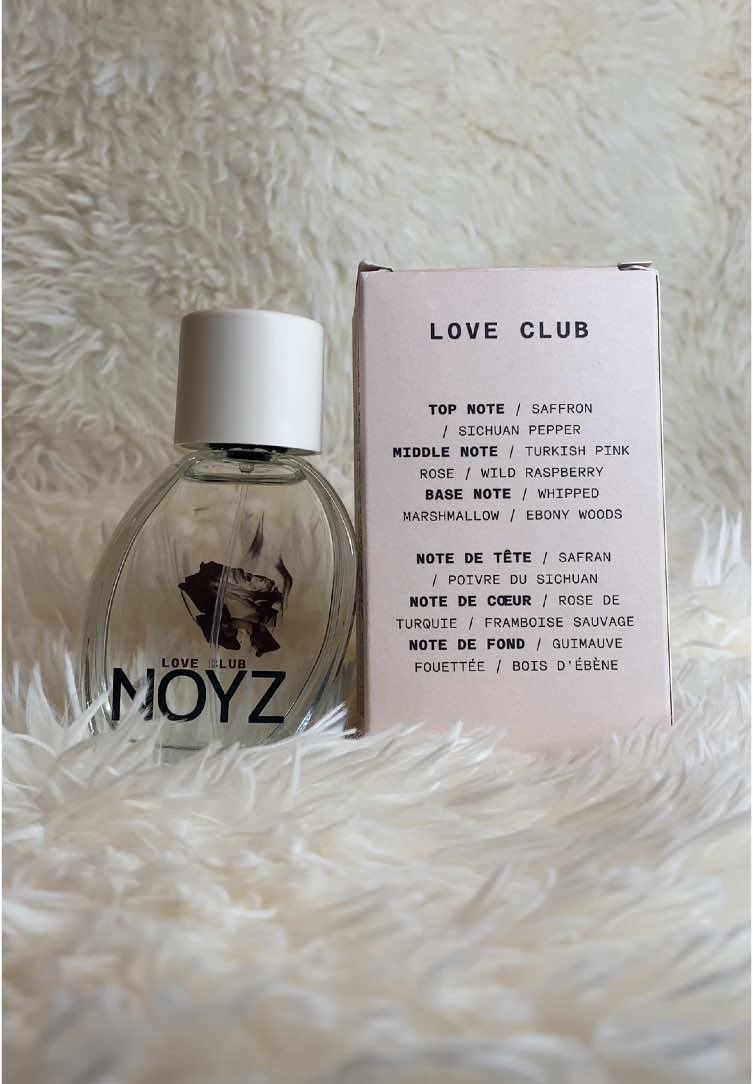 LOVE CLUB
NOYZ
LOVE CLUB
TOP NOTE / SAFFRON
/ SICHUAN PEPPER
MIDDLE NOTE / TURKISH PINK
ROSE / WILD RASPBERRY
BASE NOTE / WHIPPED
MARSHMALLOW / EBONY WOODS
NOTE DE TÊTE / SAFRAN
/ POIVRE DU SICHUAN
NOTE DE CŒUR / ROSE DE
TURQUIE / FRAMBOISE SAUVAGE
NOTE DE FOND / GUIMAUVE
FOUETTÉE / BOIS D'ÉBÈNE